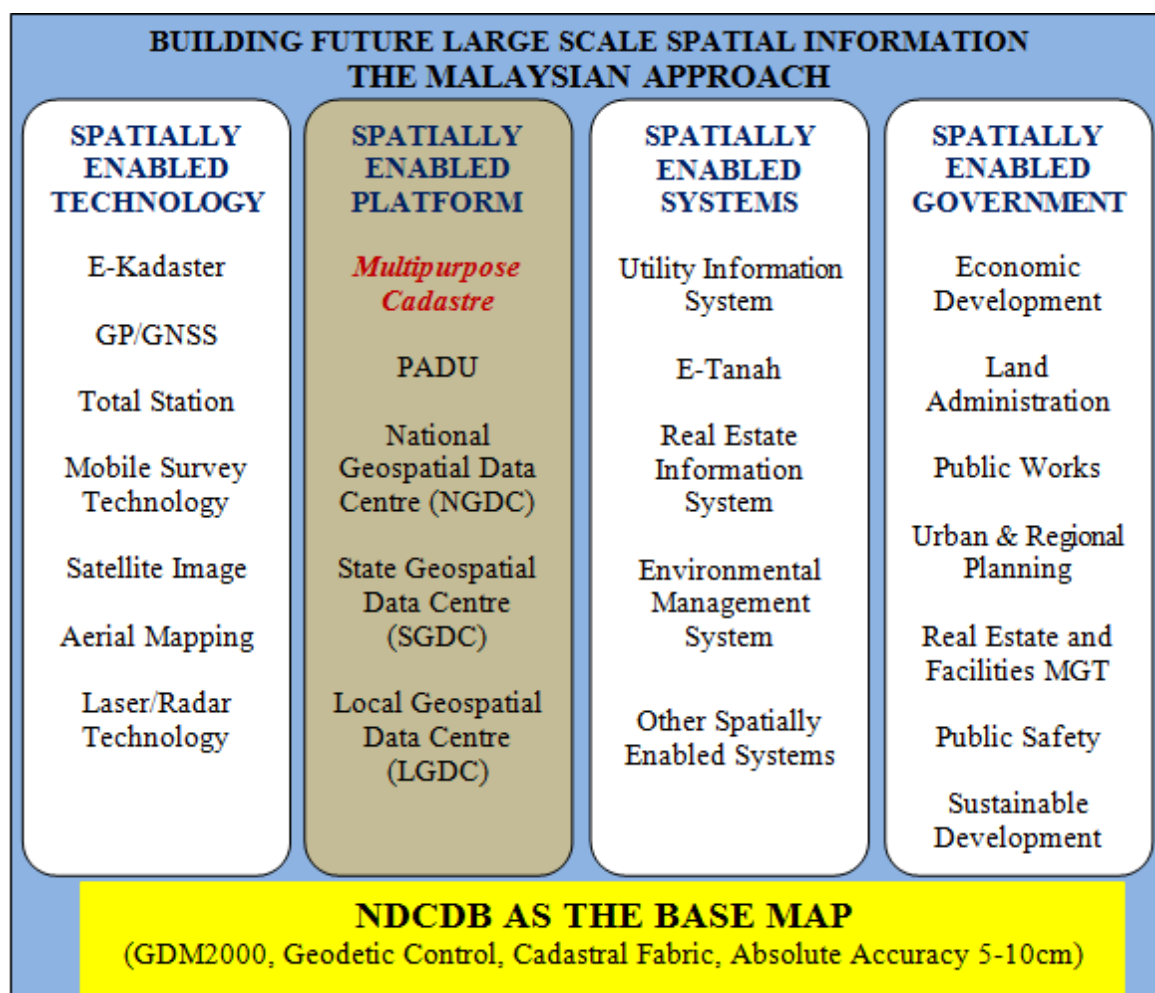 BUILDING FUTURE LARGE SCALE SPATIAL INFORMATION
THE MALAYSIAN APPROACH
SPATIALLY
ENABLED
TECHNOLOGY
E-Kadaster
GP/GNSS
Total Station
Mobile Survey
Technology
Satellite Image
Aerial Mapping
Laser/Radar
Technology
SPATIALLY
ENABLED
PLATFORM
Multipurpose
Cadastre
PADU
National
Geospatial Data
Centre (NGDC)
State Geospatial
Data Centre
(SGDC)
Local Geospatial
Data Centre
(LGDC)
SPATIALLY
ENABLED
SYSTEMS
Utility Information
System
E-Tanah
Real Estate
Information
System
Environmental
Management
System
Other Spatially
Enabled Systems
SPATIALLY
ENABLED
GOVERNMENT
Economic
Development
Land
Administration
Public Works
Urban & Regional
Planning
Real Estate and
Facilities MGT
Public Safety
Sustainable
Development
NDCDB AS THE BASE MAP
(GDM2000, Geodetic Control, Cadastral Fabric, Absolute Accuracy 5-10cm)